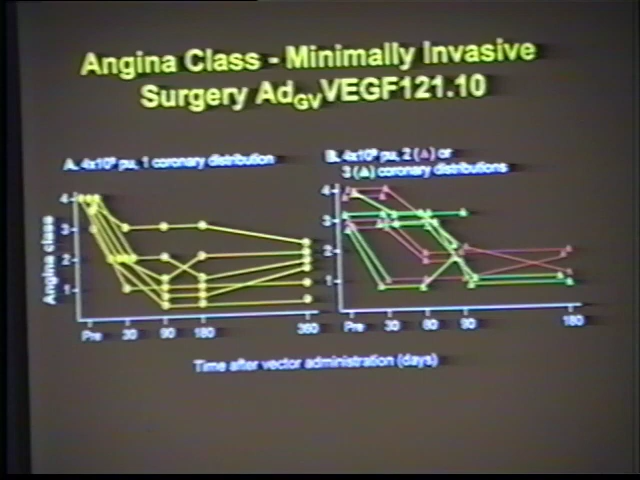 Angina Class - Minimally Invasive
Surgery AdGVVEGF121.10
A. 4x10⁹ pu, 1 coronary distribution
B. 4x10⁹ pu, 2 (▲) or
3 (▲) coronary distributions
Angina class
4
3
2
1
Pre 30 90 180 360
4
3
2
1
Pre 30 60 90 180
Time after vector administration (days)